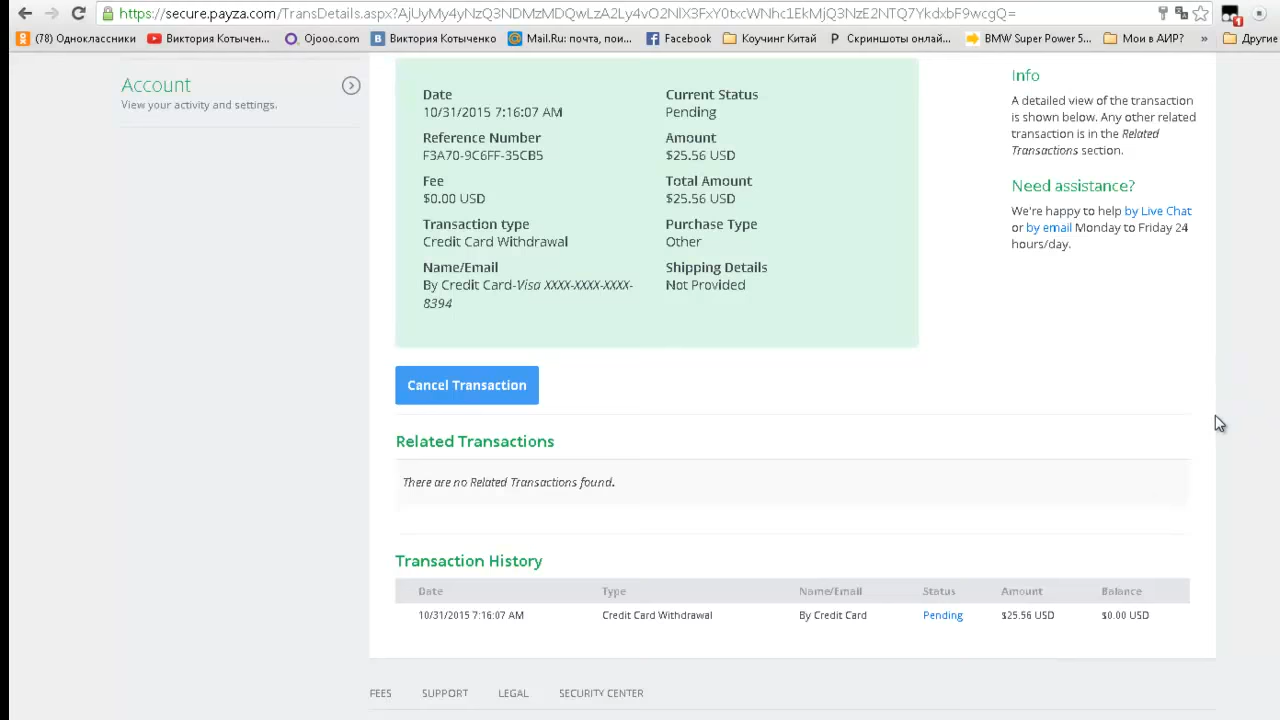 https://secure.payza.com/TransDetails.aspx?AjUyMy4yNzQ3NDMzMDQwLzA2Ly4vO2NlX3FxY0txcWNhc1EkMjQ3NzE2NTQ7YkdxbF9wcgQ=
(78) Одноклассники
Виктория Котычен...
Ojooo.com
Виктория Котыченко
Mail.Ru: почта, пои...
Facebook
Коучинг Китай
Скриншоты онлай...
BMW Super Power 5...
Мои в АИР?
»
Другие
Account
View your activity and settings.
Date
10/31/2015 7:16:07 AM
Current Status
Pending
Reference Number
F3A70-9C6FF-35CB5
Amount
$25.56 USD
Fee
$0.00 USD
Total Amount
$25.56 USD
Transaction type
Credit Card Withdrawal
Purchase Type
Other
Name/Email
By Credit Card-Visa XXXX-XXXX-XXXX-
8394
Shipping Details
Not Provided
Info
A detailed view of the transaction
is shown below. Any other related
transaction is in the Related
Transactions section.
Need assistance?
We're happy to help by Live Chat
or by email Monday to Friday 24
hours/day.
Cancel Transaction
Related Transactions
There are no Related Transactions found.
Transaction History
Date Type Name/Email Status Amount Balance
10/31/2015 7:16:07 AM Credit Card Withdrawal By Credit Card Pending $25.56 USD $0.00 USD
FEES SUPPORT LEGAL SECURITY CENTER